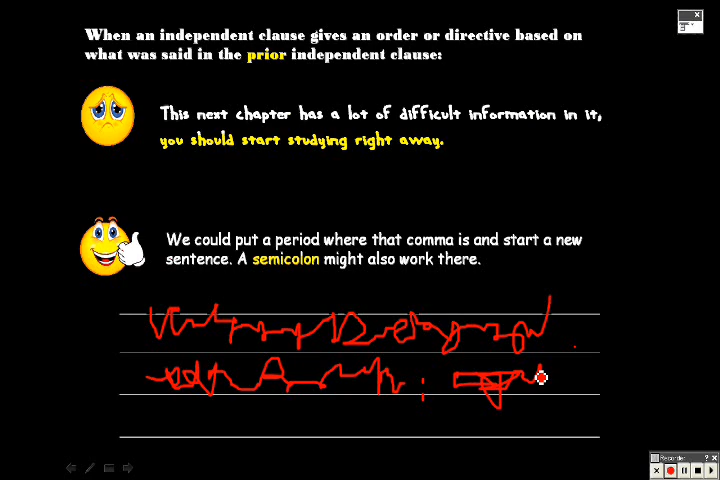 When an independent clause gives an order or directive based on
what was said in the prior independent clause:
This next chapter has a lot of difficult information in it,
you should start studying right away.
We could put a period where that comma is and start a new
sentence. A semicolon might also work there.
Recorder